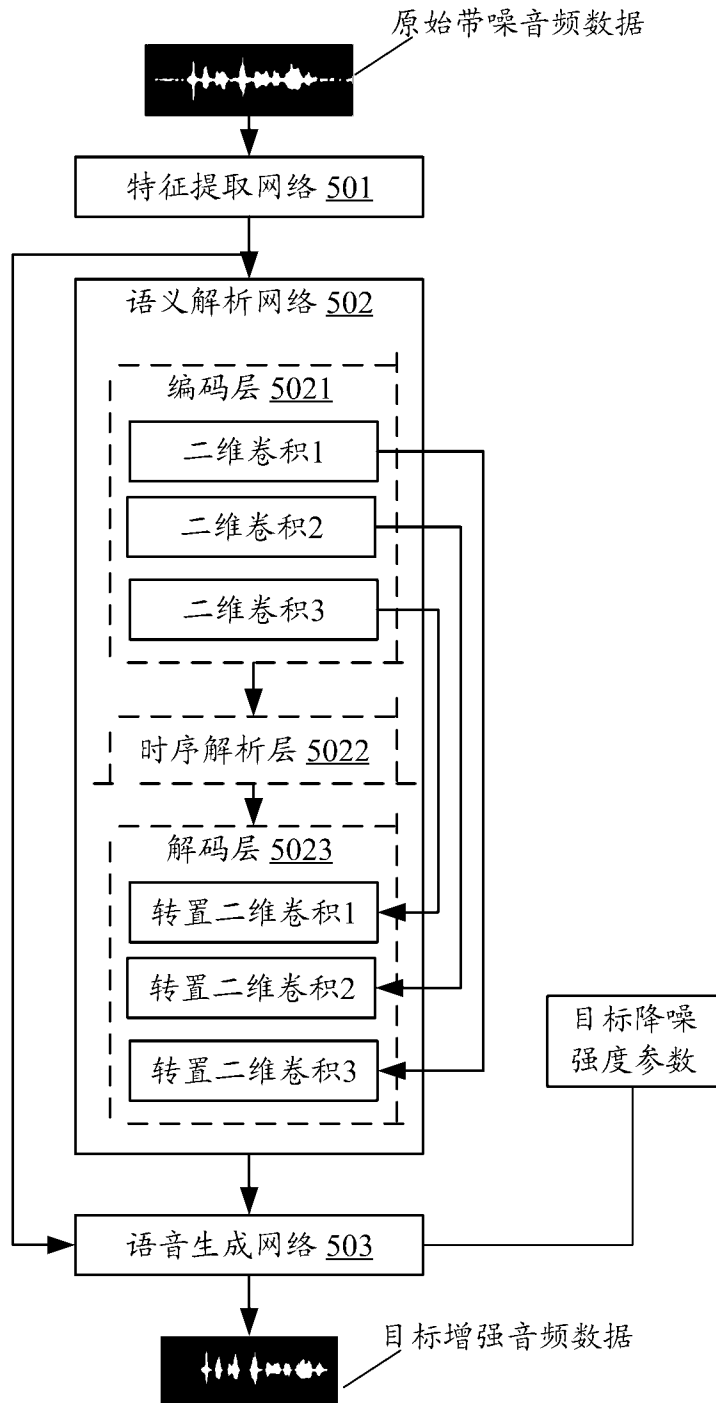 原始带噪音频数据
特征提取网络 501
语义解析网络 502
编码层 5021
二维卷积1
二维卷积2
二维卷积3
时序解析层 5022
解码层 5023
转置二维卷积1
转置二维卷积2
转置二维卷积3
目标降噪
强度参数
语音生成网络 503
目标增强音频数据